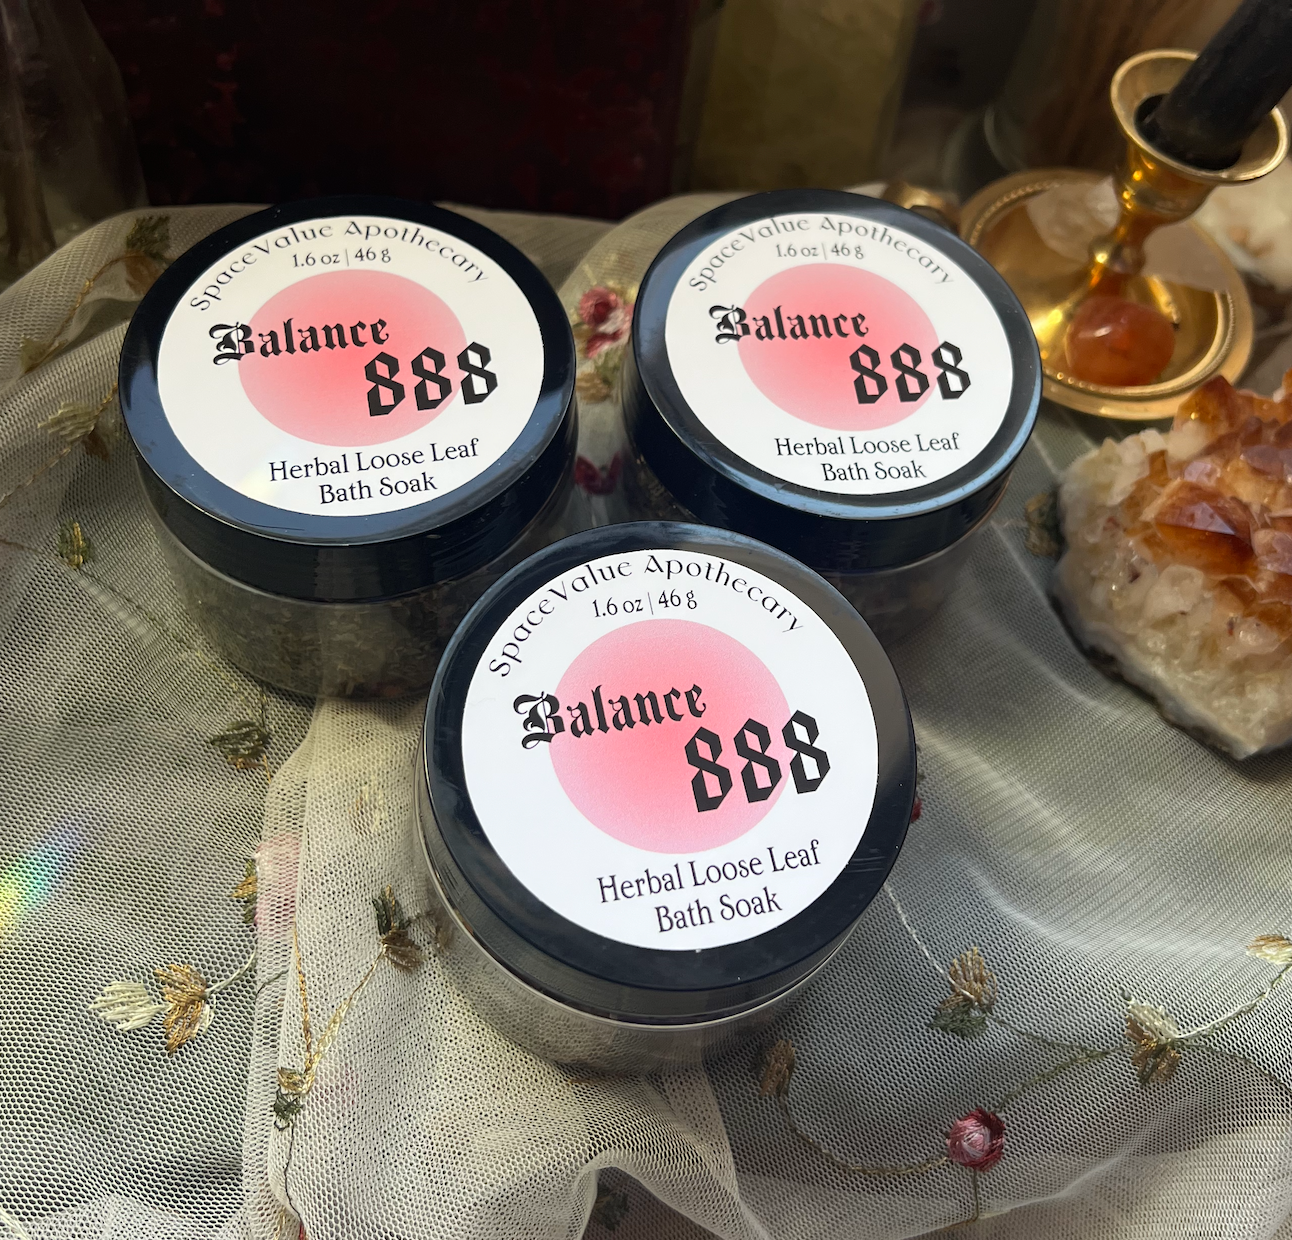 SpaceValue Apothecary
1.6 oz | 46 g
Balance
888
Herbal Loose Leaf
Bath Soak
SpaceValue Apothecary
1.6 oz | 46 g
Balance
888
Herbal Loose Leaf
Bath Soak
SpaceValue Apothecary
1.6 oz | 46 g
Balance
888
Herbal Loose Leaf
Bath Soak